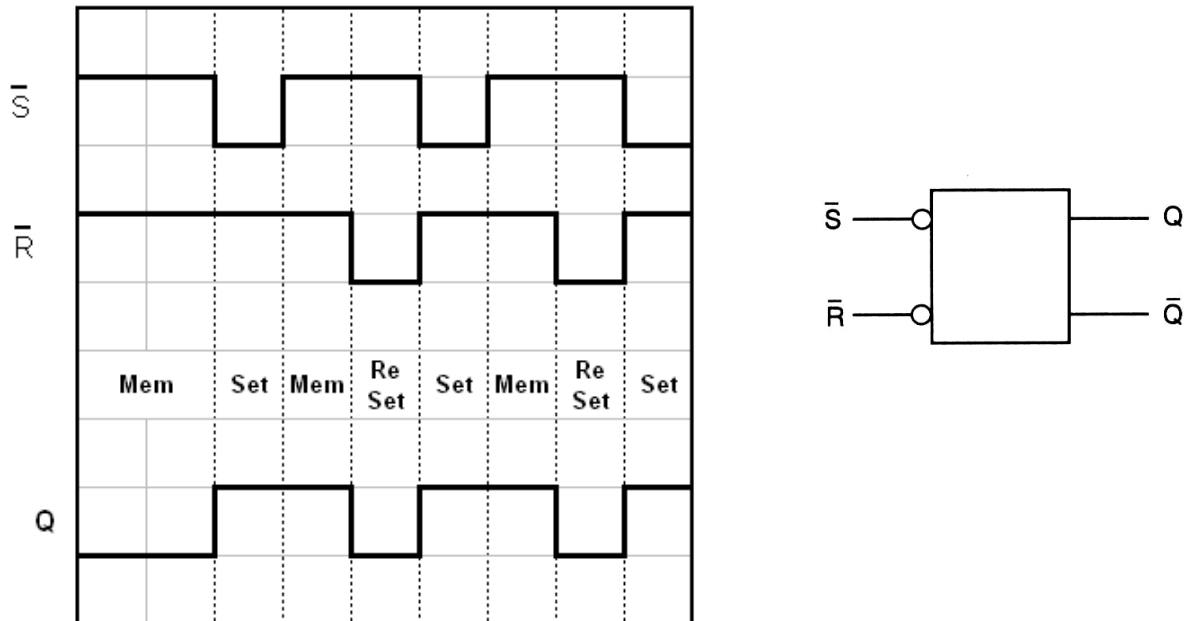 S̅
R̅
Mem Set Mem Re Set Set Mem Re Set Set
Q
S̅ Q
R̅ Q̅